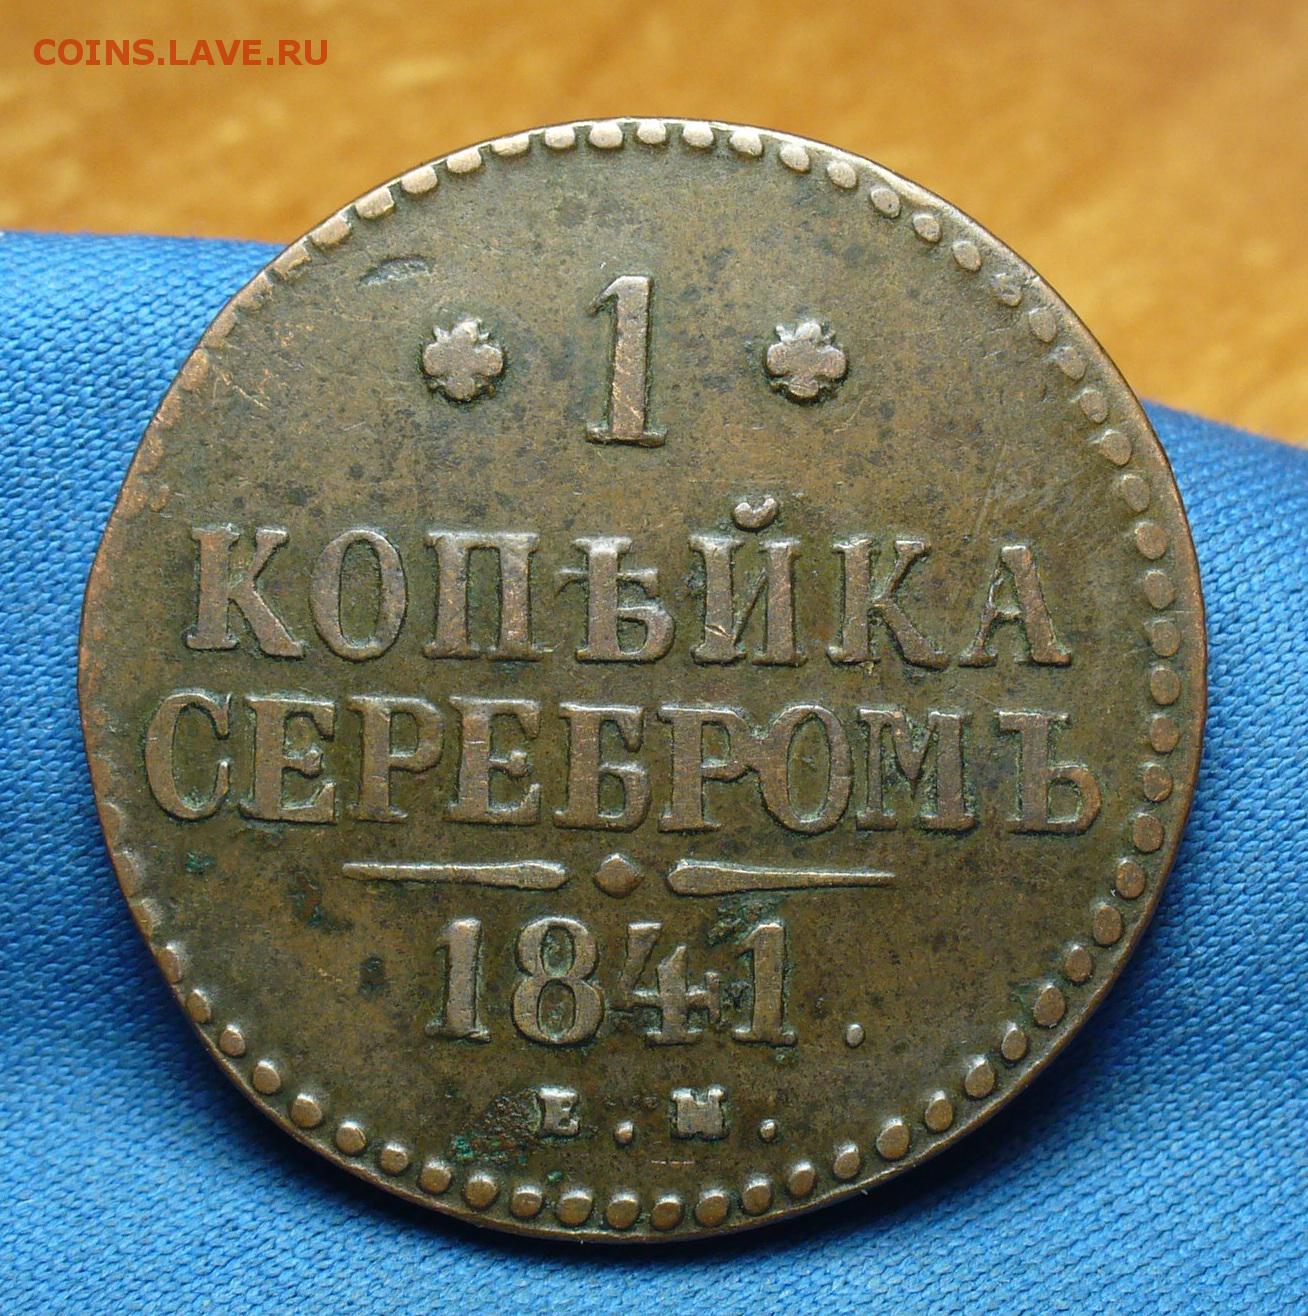 COINS.LAVE.RU
1
КОПѢЙКА
СЕРЕБРОМЪ
1841.
Е.М.